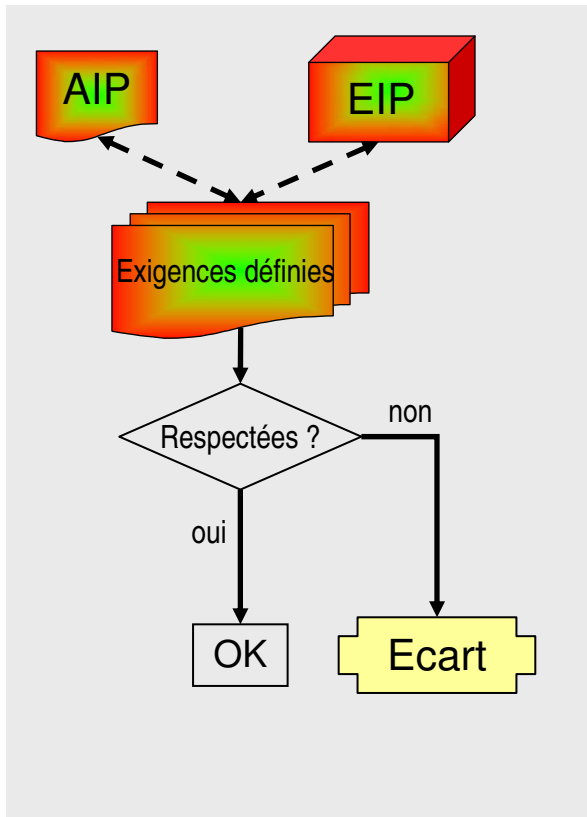 AIP
EIP
Exigences définies
Respectées ?
non
oui
OK
Ecart